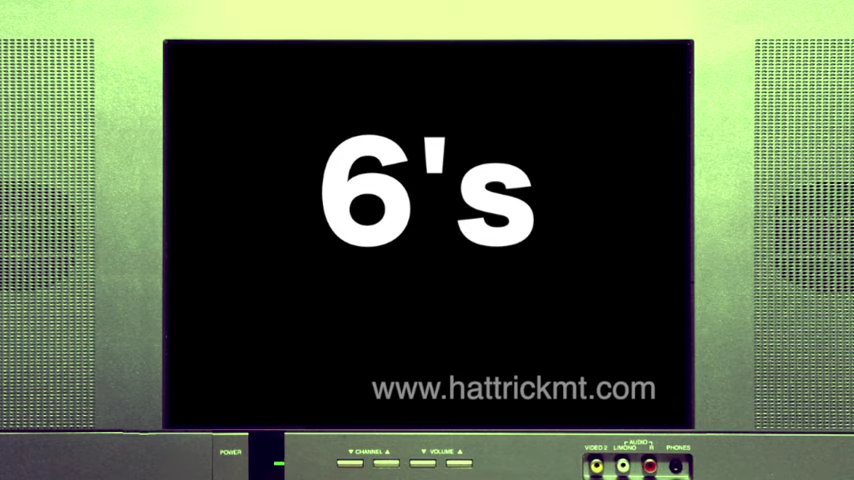 6's
www.hattrickmt.com
POWER
▼ CHANNEL ▲
▼ VOLUME ▲
VIDEO 2
AUDIO
L/MONO
R
PHONES